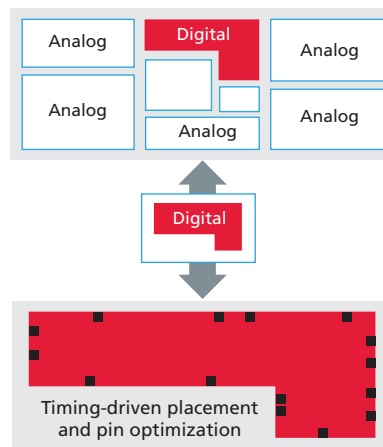 Analog
Digital
Analog
Analog
Analog
Analog
Digital
Timing-driven placement
and pin optimization